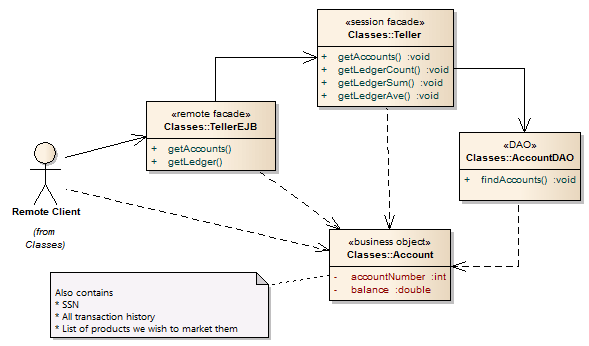 «session facade»
Classes::Teller
+ getAccounts() :void
+ getLedgerCount() :void
+ getLedgerSum() :void
+ getLedgerAve() :void
«remote facade»
Classes::TellerEJB
+ getAccounts()
+ getLedger()
«DAO»
Classes::AccountDAO
+ findAccounts() :void
Remote Client
(from
Classes)
«business object»
Classes::Account
- accountNumber :int
- balance :double
Also contains
* SSN
* All transaction history
* List of products we wish to market them